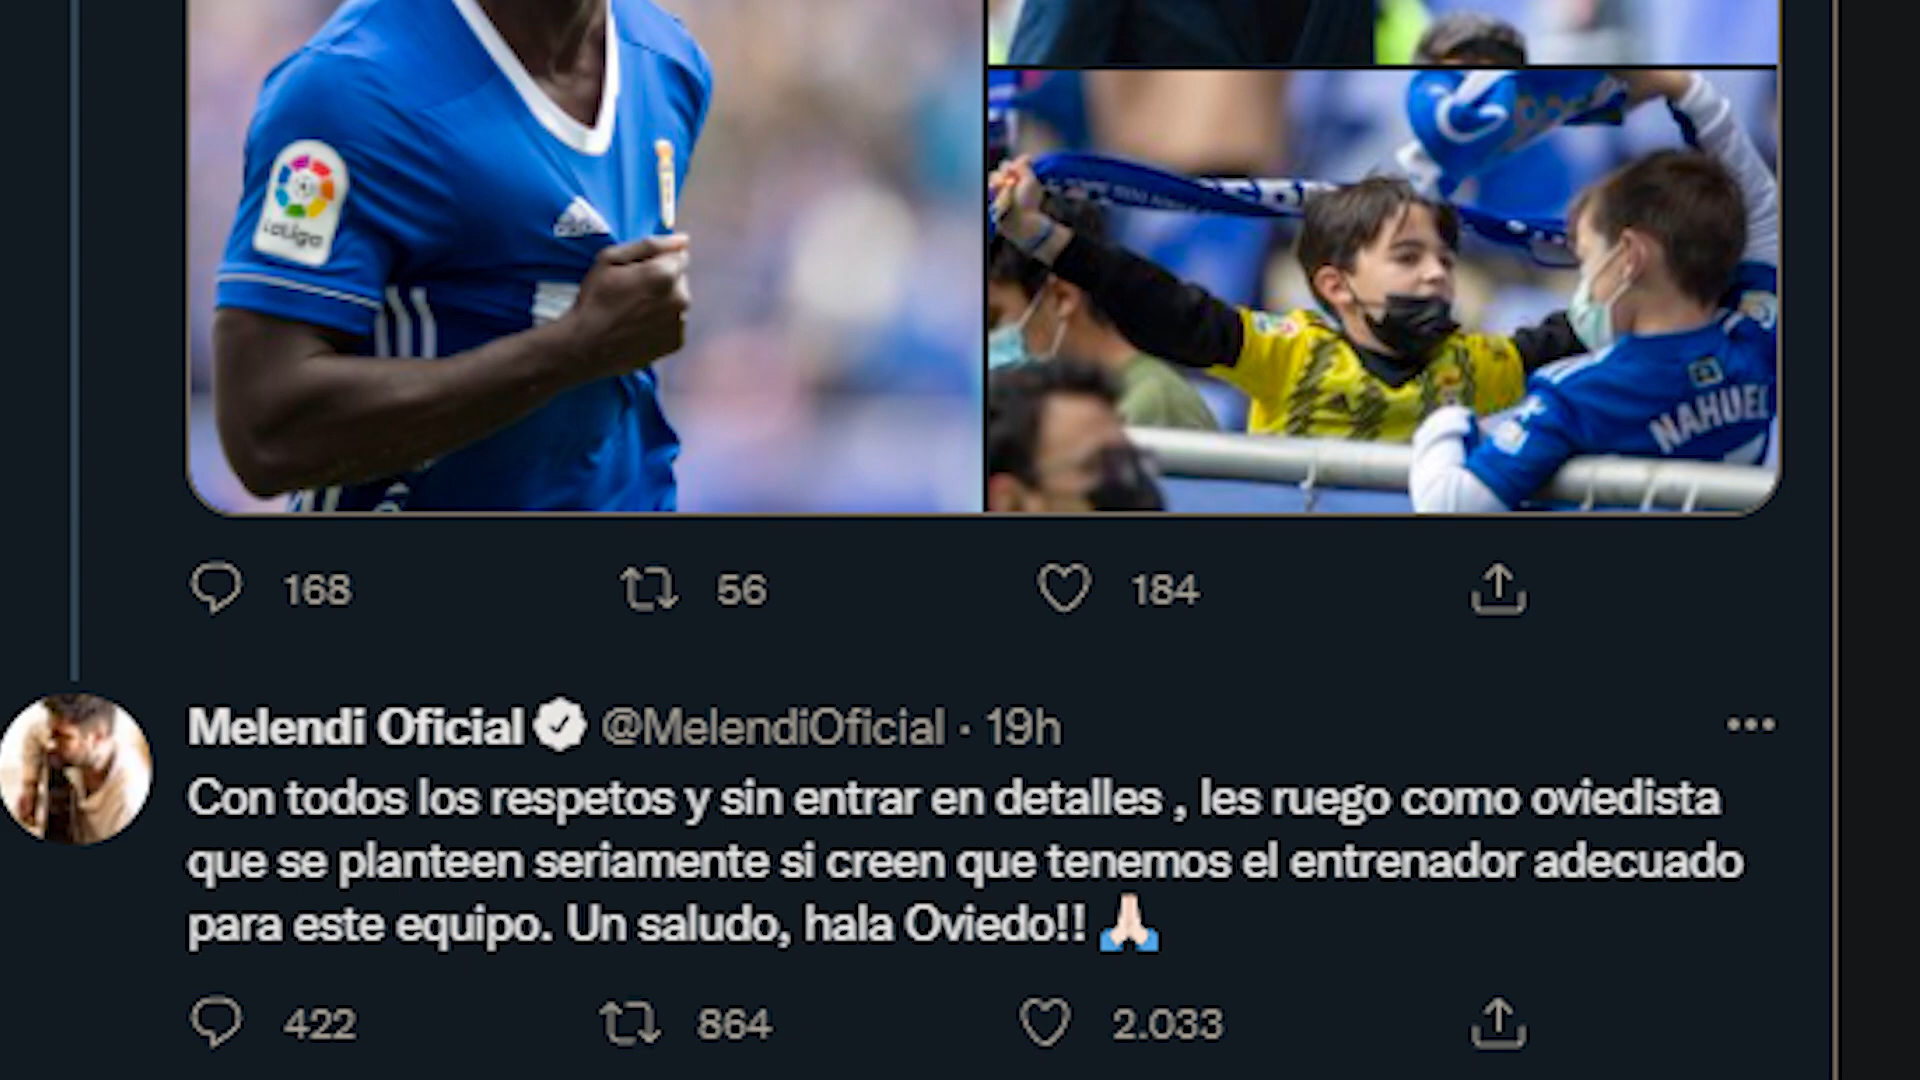 LaLiga
NAHUEL
168 56 184
Melendi Oficial @MelendiOficial · 19h
Con todos los respetos y sin entrar en detalles , les ruego como oviedista
que se planteen seriamente si creen que tenemos el entrenador adecuado
para este equipo. Un saludo, hala Oviedo!! 🙏🏻
422 864 2.033